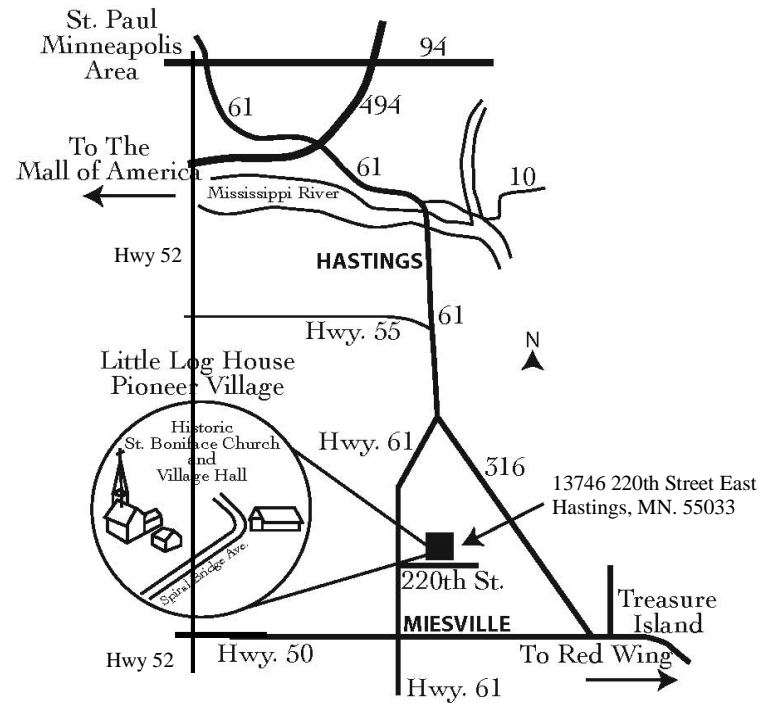 St. Paul
Minneapolis
Area
94
61
494
To The
Mall of America
61
10
Mississippi River
Hwy 52
HASTINGS
61
Hwy. 55
N
Little Log House
Pioneer Village
Historic
St. Boniface Church
and
Village Hall
Hwy. 61
316
13746 220th Street East
Hastings, MN. 55033
Spiral Bridge Ave.
220th St.
Treasure
Island
MIESVILLE
Hwy 52
Hwy. 50
To Red Wing
Hwy. 61